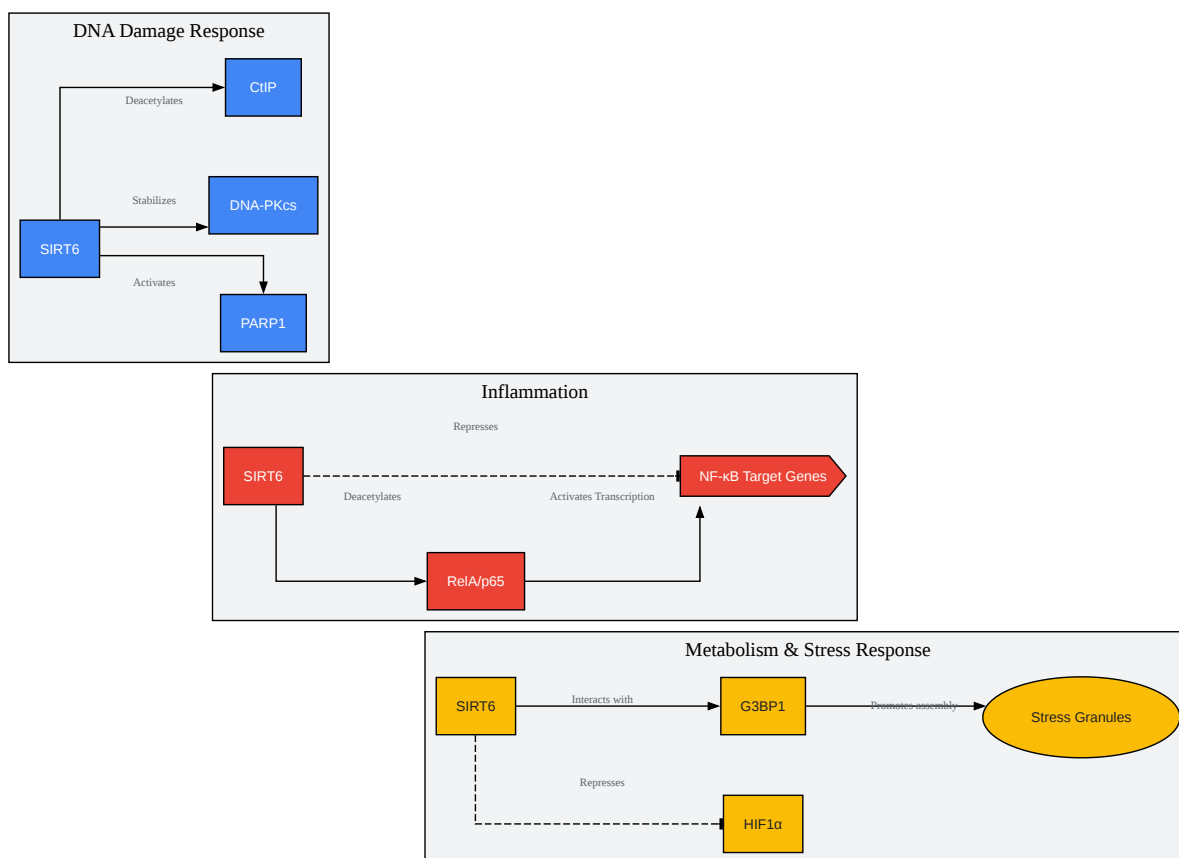 DNA Damage Response
CtIP
Deacetylates
Stabilizes
DNA-PKcs
SIRT6
Activates
PARP1
Inflammation
Represses
SIRT6
NF-κB Target Genes
Deacetylates
Activates Transcription
RelA/p65
Metabolism & Stress Response
SIRT6
Interacts with
G3BP1
Promotes assembly
Stress Granules
Represses
HIF1α